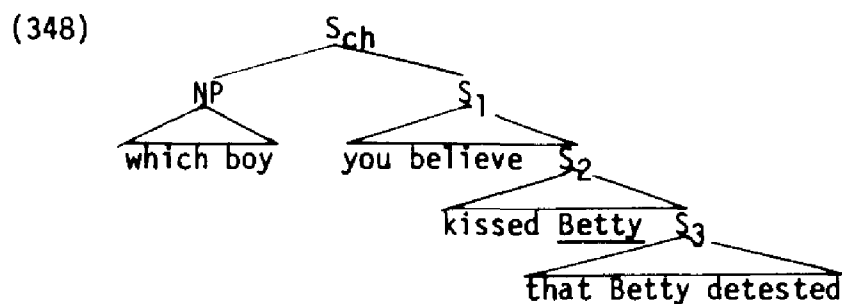 (348)
S_ch
NP S_1
which boy you believe S_2
kissed Betty S_3
that Betty detested